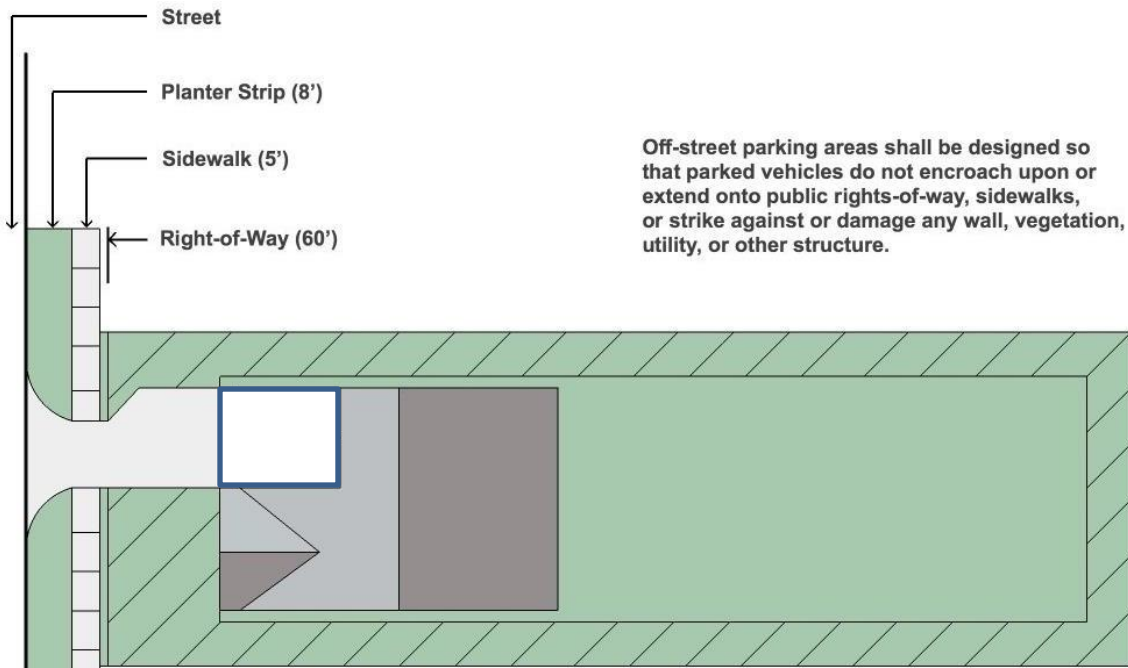 Street
Planter Strip (8’)
Sidewalk (5’)
Right-of-Way (60’)
Off-street parking areas shall be designed so
that parked vehicles do not encroach upon or
extend onto public rights-of-way, sidewalks,
or strike against or damage any wall, vegetation,
utility, or other structure.